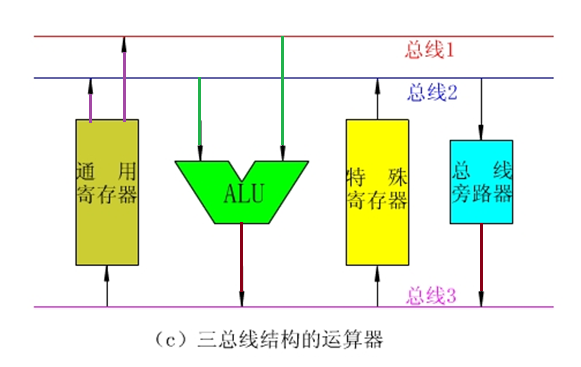 总线1
总线2
通 用
寄存器
ALU
特 殊
寄存器
总 线
旁路器
总线3
（c）三总线结构的运算器